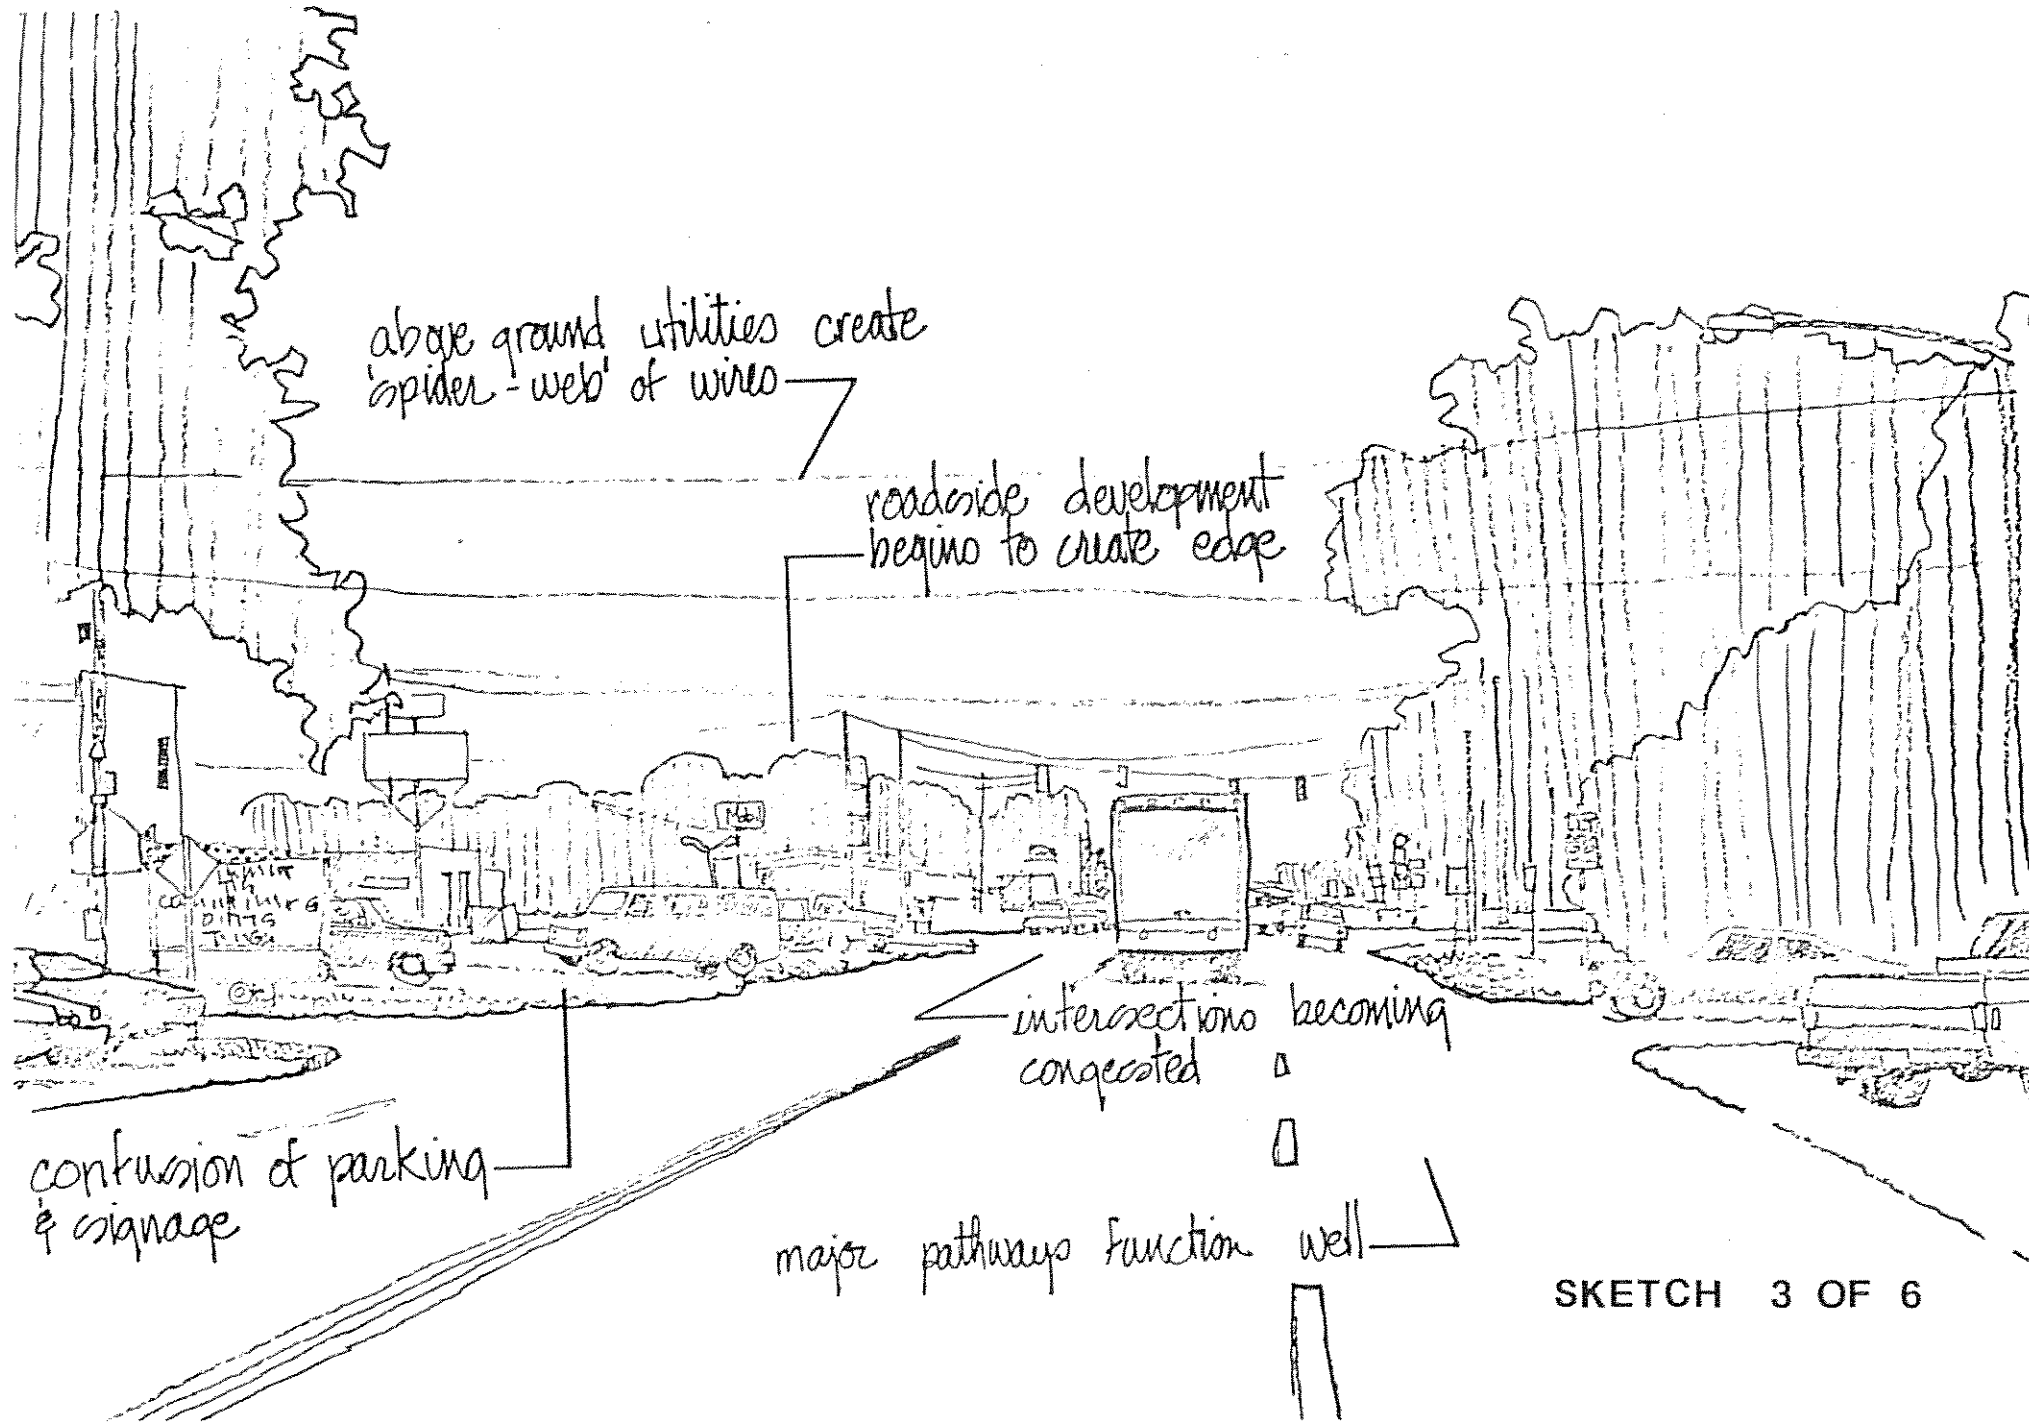 above ground utilities create
'spider-web' of wires
roadside development
begins to create edge
Mobil
intersections becoming
congested
confusion of parking
& signage
major pathways function well
SKETCH 3 OF 6